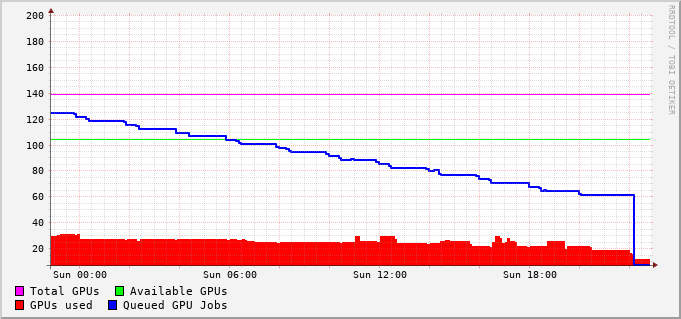 200
180
160
140
120
100
80
60
40
20
Sun 00:00 Sun 06:00 Sun 12:00 Sun 18:00
Total GPUs Available GPUs
GPUs used Queued GPU Jobs
RRDTOOL / TOBI OETIKER